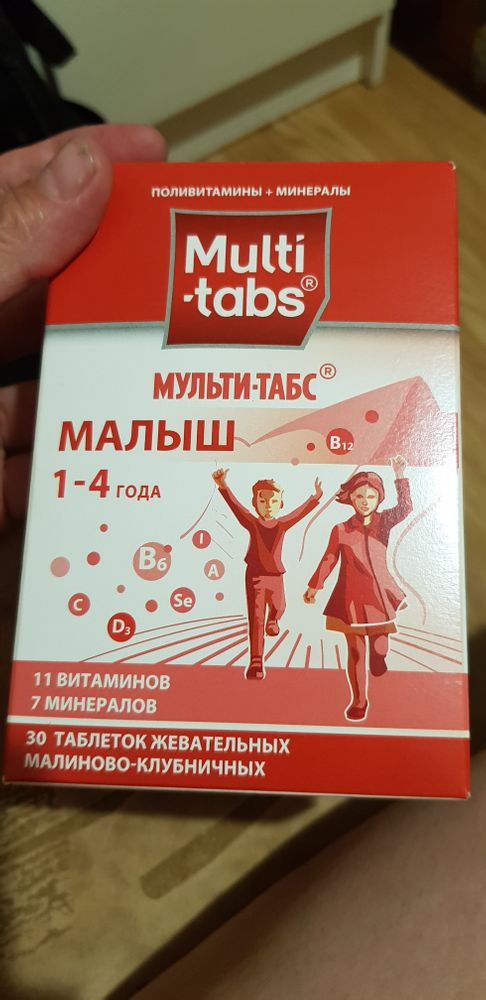 ПОЛИВИТАМИНЫ + МИНЕРАЛЫ
Multi
-tabs®
МУЛЬТИ-ТАБС®
МАЛЫШ
1-4 ГОДА
B12
I
B6
A
Se
C
D3
11 ВИТАМИНОВ
7 МИНЕРАЛОВ
30 ТАБЛЕТОК ЖЕВАТЕЛЬНЫХ
МАЛИНОВО-КЛУБНИЧНЫХ